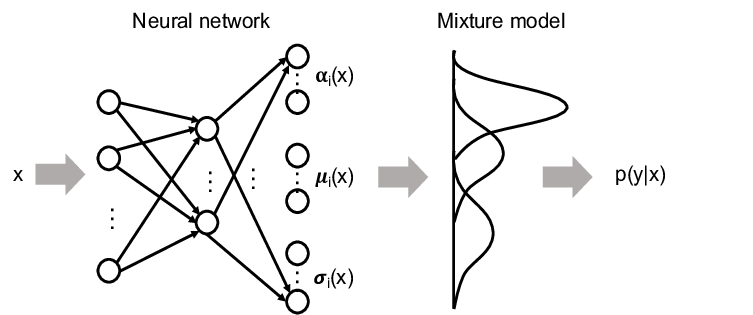 Neural network
Mixture model
αᵢ(x)
x
μᵢ(x)
p(y|x)
σᵢ(x)